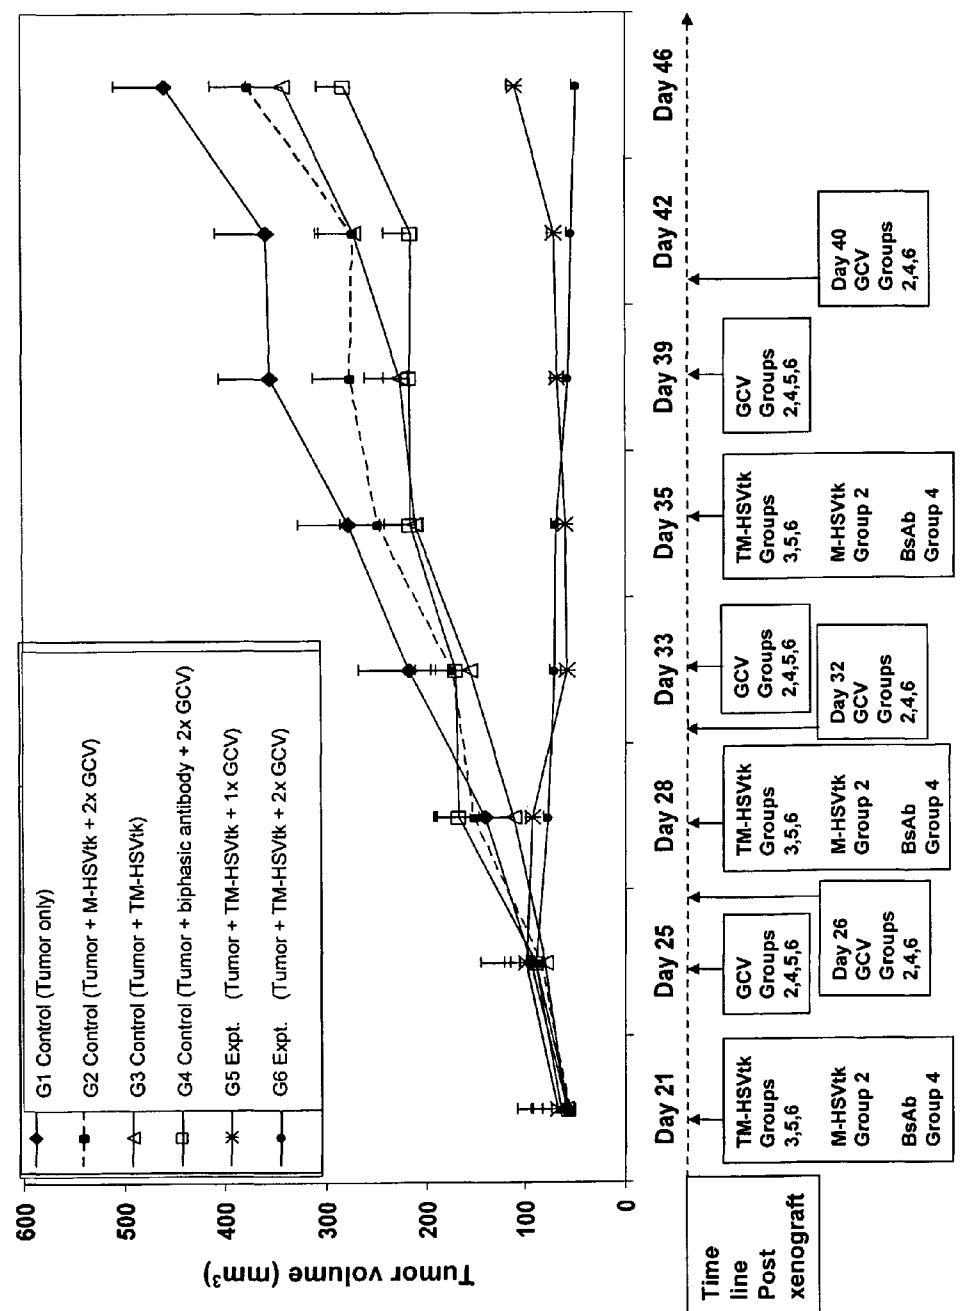 600
500
400
300
200
100
0
Tumor volume (mm³)
G1 Control (Tumor only)
G2 Control (Tumor + M-HSVtk + 2x GCV)
G3 Control (Tumor + TM-HSVtk)
G4 Control (Tumor + biphasic antibody + 2x GCV)
G5 Expt. (Tumor + TM-HSVtk + 1x GCV)
G6 Expt. (Tumor + TM-HSVtk + 2x GCV)
Day 21
Day 25
Day 28
Day 33
Day 35
Day 39
Day 42
Day 46
Time
line
Post
xenograft
TM-HSVtk
Groups
3,5,6
M-HSVtk
Group 2
BsAb
Group 4
GCV
Groups
2,4,5,6
Day 26
GCV
Groups
2,4,6
TM-HSVtk
Groups
3,5,6
M-HSVtk
Group 2
BsAb
Group 4
Day 32
GCV
Groups
2,4,6
GCV
Groups
2,4,5,6
TM-HSVtk
Groups
3,5,6
M-HSVtk
Group 2
BsAb
Group 4
GCV
Groups
2,4,5,6
Day 40
GCV
Groups
2,4,6